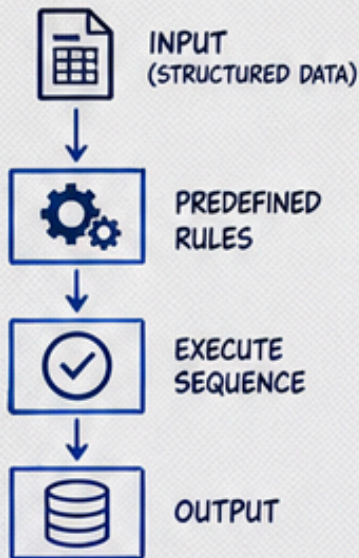 INPUT
(STRUCTURED DATA)
PREDEFINED
RULES
EXECUTE
SEQUENCE
OUTPUT